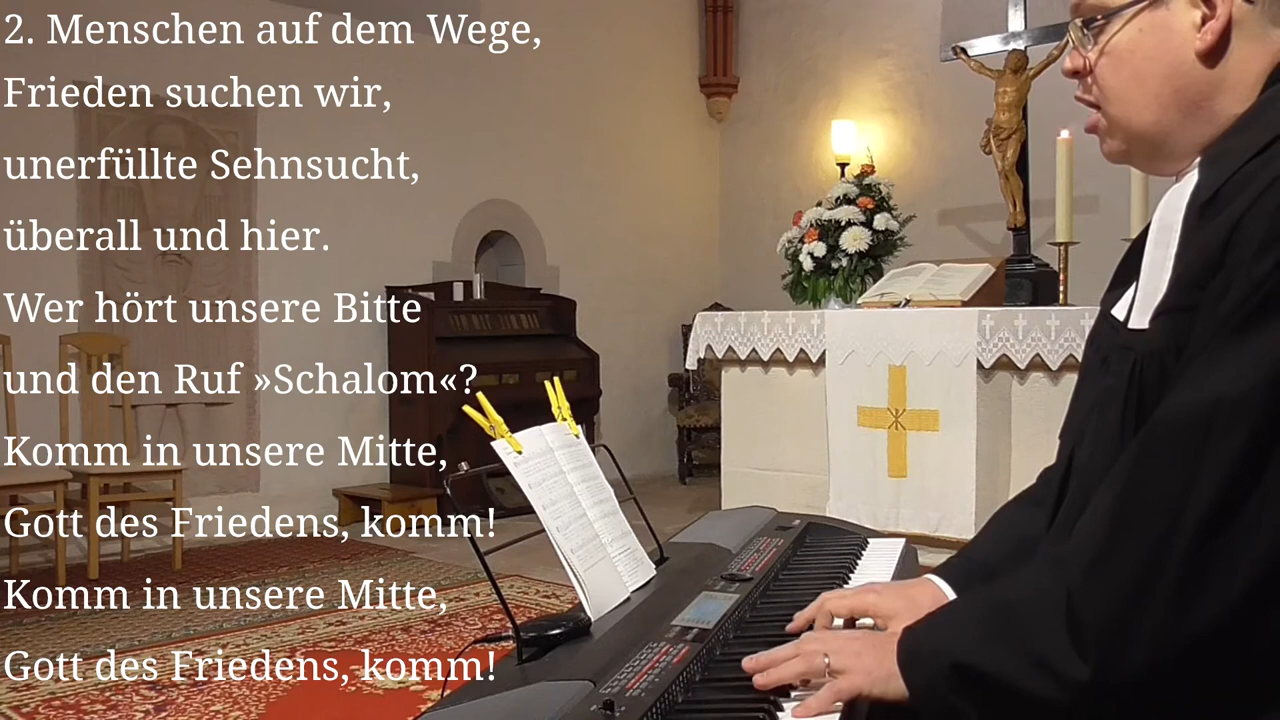 2. Menschen auf dem Wege,
Frieden suchen wir,
unerfüllte Sehnsucht,
überall und hier.
Wer hört unsere Bitte
und den Ruf »Schalom«?
Komm in unsere Mitte,
Gott des Friedens, komm!
Komm in unsere Mitte,
Gott des Friedens, komm!